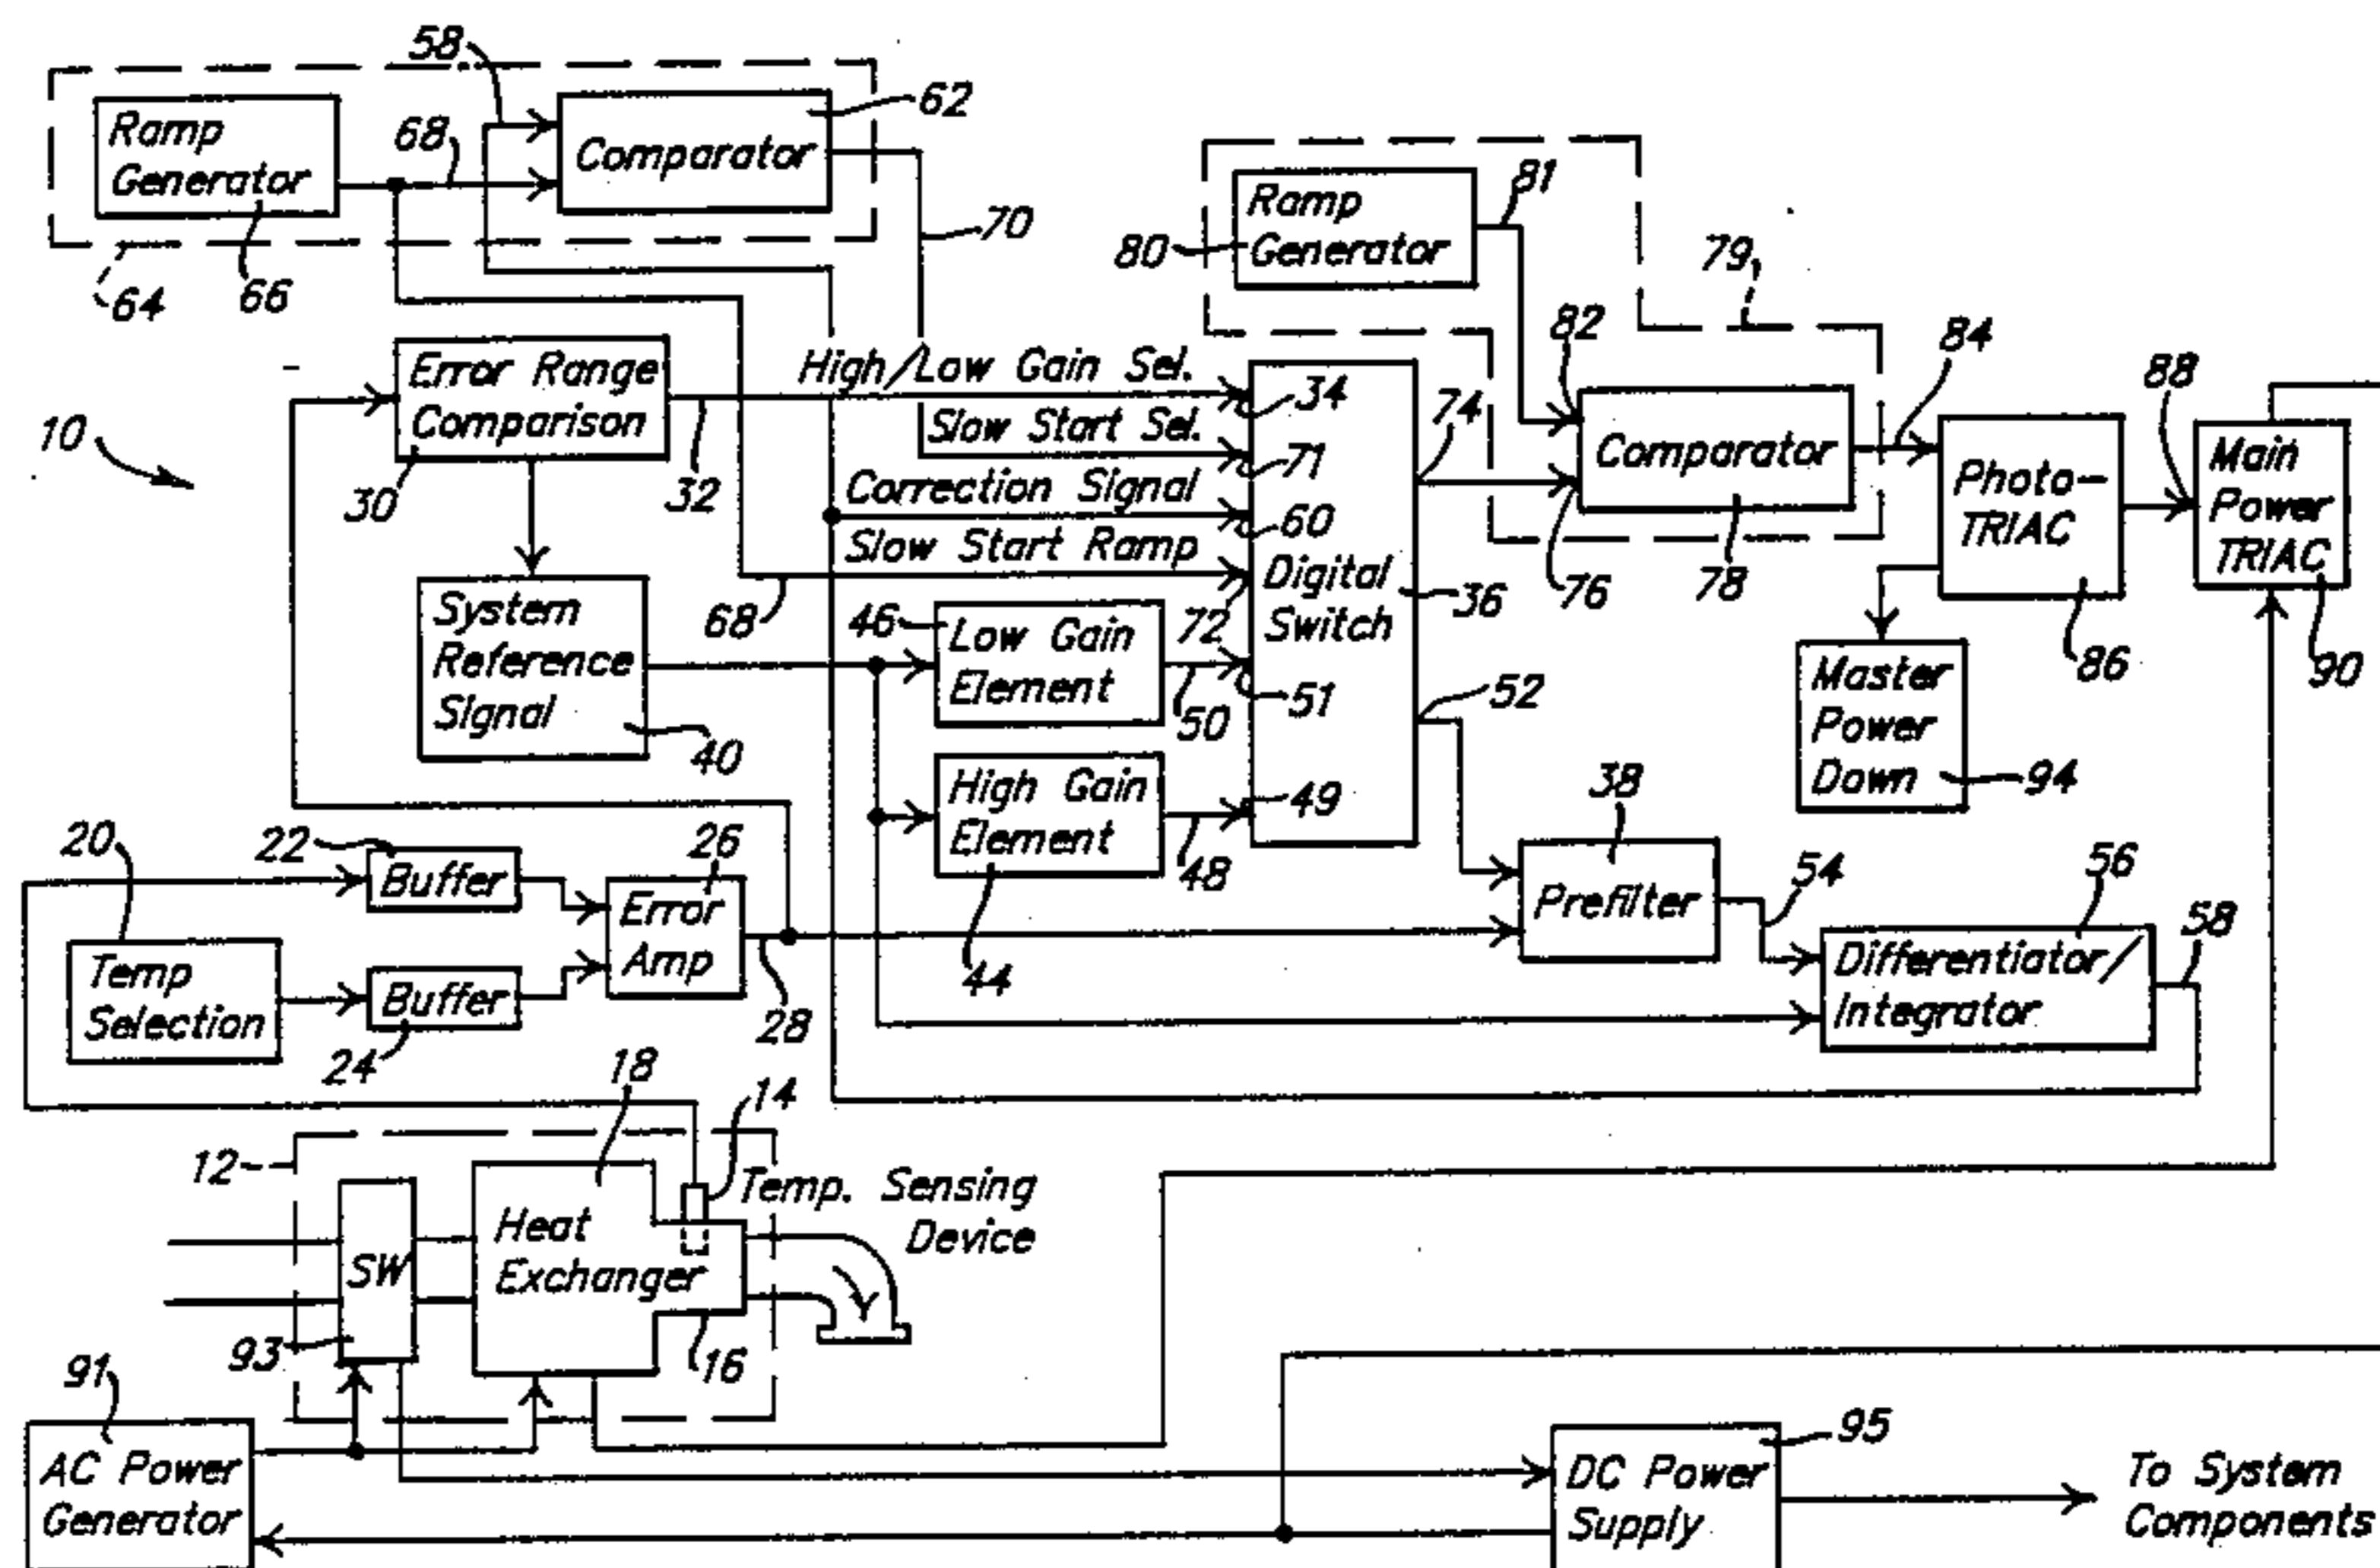 58
62
Ramp
Generator
68
Comparator
66
64
70
Ramp
Generator
80
81
79
82
84
88
10
Error Range
Comparison
30
32
High/Low Gain Sel.
34
Slow Start Sel.
71
Correction Signal
60
Slow Start Ramp
68
72
Digital
Switch
36
74
76
Comparator
78
Photo-
TRIAC
86
Main
Power
TRIAC
90
System
Reference
Signal
40
46
Low Gain
Element
50
51
52
High Gain
Element
44
48
49
Master
Power
Down
94
20
Temp
Selection
22
Buffer
Buffer
24
26
Error
Amp
28
38
Prefilter
54
56
Differentiator/
Integrator
58
12
18
14
Temp. Sensing
Device
SW
93
Heat
Exchanger
16
91
AC Power
Generator
95
DC Power
Supply
To System
Components